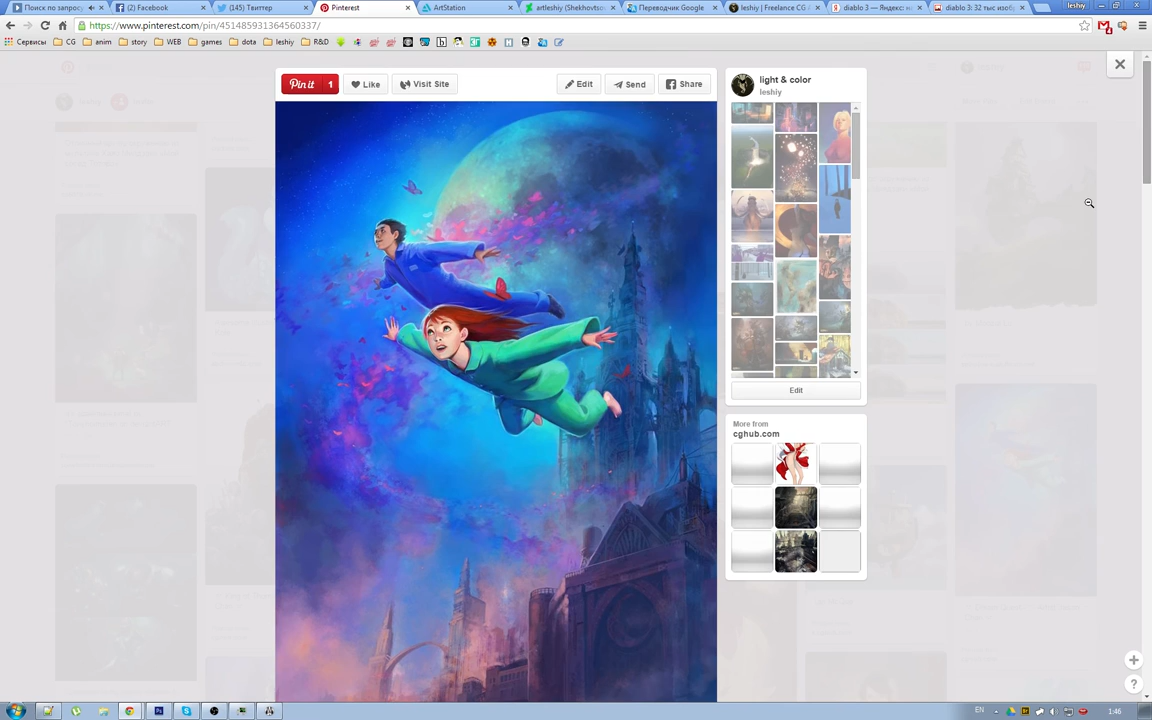 Поиск по запросу
(2) Facebook
(145) Твиттер
Pinterest
ArtStation
artleshiy (Shekhovtsov
Переводчик Google
leshiy | Freelance CG
diablo 3 — Яндекс: н
diablo 3: 32 тыс изоб
leshiy
https://www.pinterest.com/pin/451485931364560337/
Сервисы
CG
anim
story
WEB
games
dota
leshiy
R&D
Pin it 1
Like
Visit Site
Edit
Send
Share
light & color
leshiy
Edit
More from
cghub.com
+
?
EN
1:46